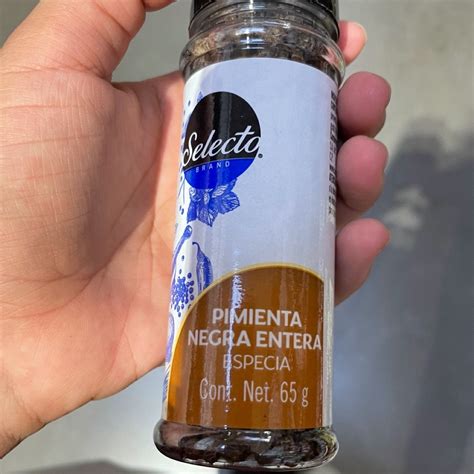 Selecto®
BRAND
PIMIENTA
NEGRA ENTERA
ESPECIA
Cont. Net. 65 g